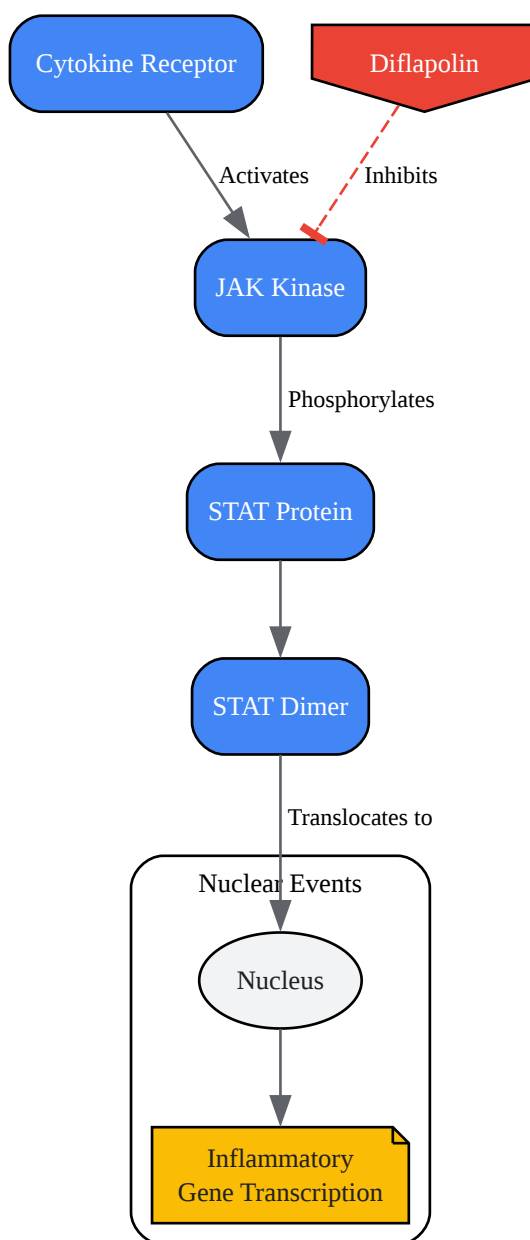 Cytokine Receptor
Diflapolin
Activates
Inhibits
JAK Kinase
Phosphorylates
STAT Protein
STAT Dimer
Translocates to
Nuclear Events
Nucleus
Inflammatory
Gene Transcription